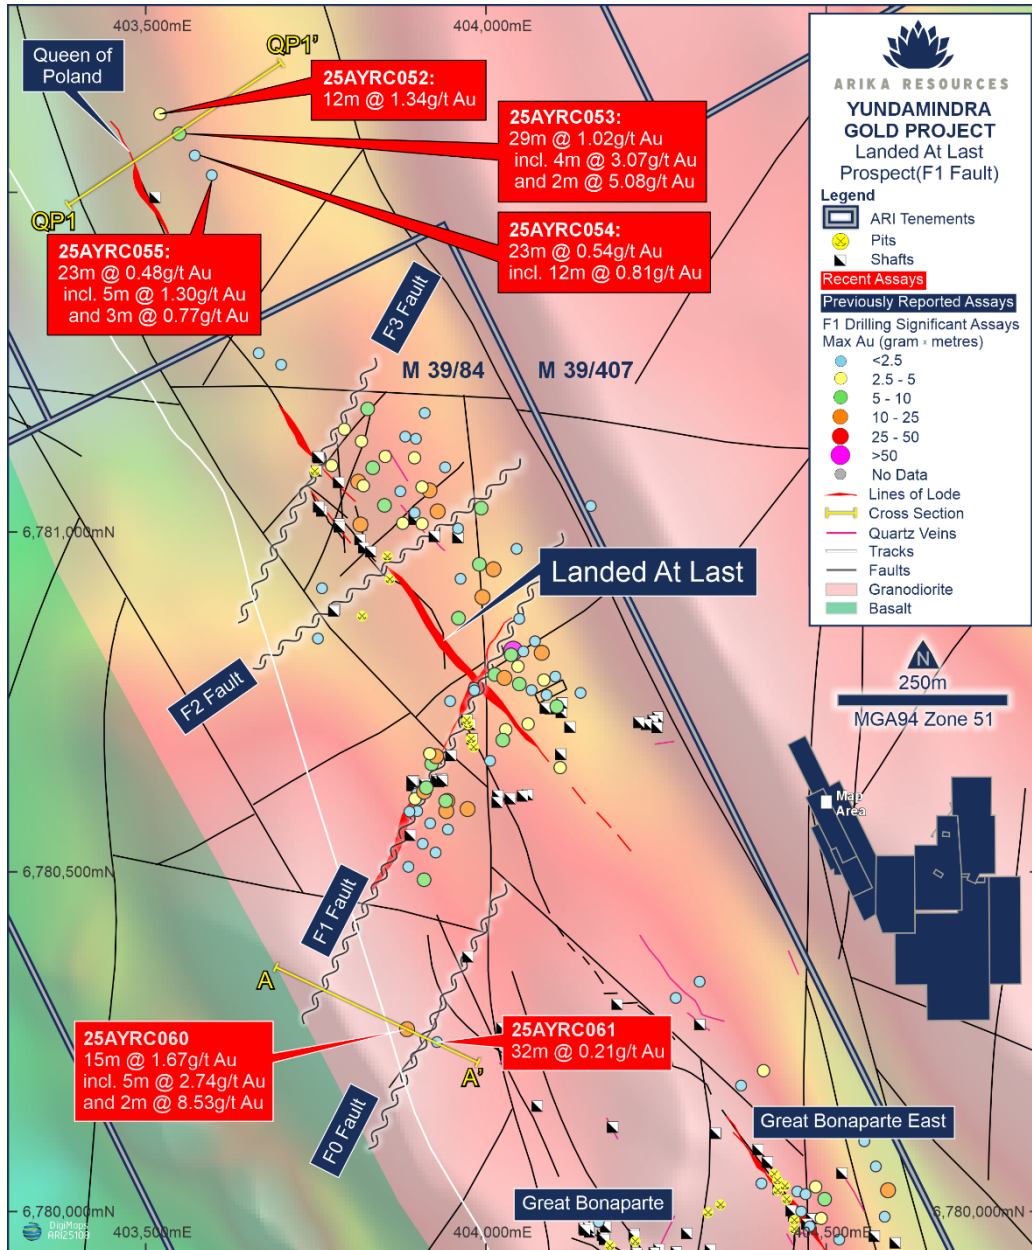 403,500mE
404,000mE
QP1'
Queen of
Poland
25AYRC052:
12m @ 1.34g/t Au
25AYRC053:
29m @ 1.02g/t Au
incl. 4m @ 3.07g/t Au
and 2m @ 5.08g/t Au
QP1
25AYRC054:
23m @ 0.54g/t Au
incl. 12m @ 0.81g/t Au
25AYRC055:
23m @ 0.48g/t Au
incl. 5m @ 1.30g/t Au
and 3m @ 0.77g/t Au
ARIKA RESOURCES
YUNDAMINDRA
GOLD PROJECT
Landed At Last
Prospect(F1 Fault)
Legend
ARI Tenements
Pits
Shafts
Recent Assays
Previously Reported Assays
F1 Drilling Significant Assays
Max Au (gram x metres)
<2.5
2.5 - 5
5 - 10
10 - 25
25 - 50
>50
No Data
Lines of Lode
Cross Section
Quartz Veins
Tracks
Faults
Granodiorite
Basalt
N
250m
MGA94 Zone 51
Map
Area
F3 Fault
M 39/84
M 39/407
6,781,000mN
Landed At Last
F2 Fault
6,780,500mN
F1 Fault
A
25AYRC060
15m @ 1.67g/t Au
incl. 5m @ 2.74g/t Au
and 2m @ 8.53g/t Au
25AYRC061
32m @ 0.21g/t Au
A'
F0 Fault
Great Bonaparte East
Great Bonaparte
6,780,000mN
6,780,000mN
DigiMaps
ARI25108
403,500mE
404,000mE
404,500mE